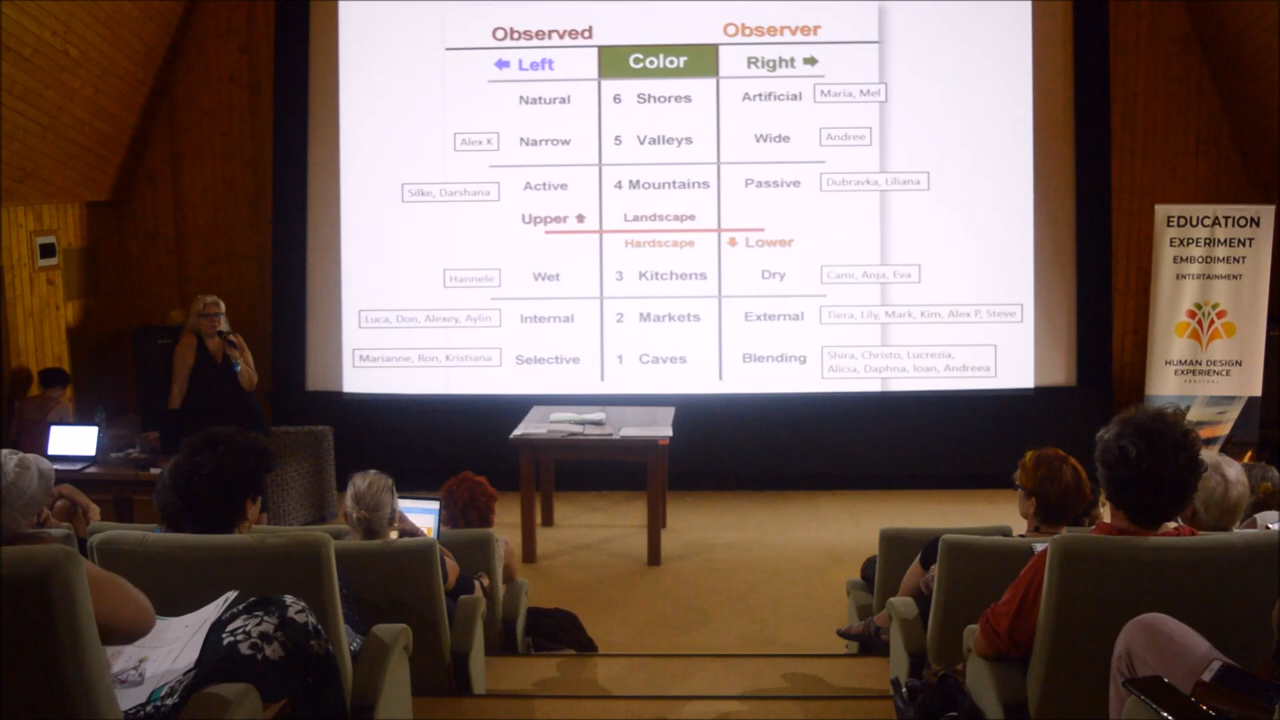 Observed Observer
Left Color Right
Natural 6 Shores Artificial Maria, Mel
Alex K Narrow 5 Valleys Wide Andree
Silke, Darshana Active 4 Mountains Passive Dubravka, Liliana
Upper Landscape
Hardscape Lower
Hannele Wet 3 Kitchens Dry Cami, Anja, Eva
Luca, Don, Alexey, Aylin Internal 2 Markets External Tiera, Lily, Mark, Kim, Alex P, Steve
Marianne, Ron, Kristiana Selective 1 Caves Blending Shira, Christo, Lucrezia,
Alicia, Daphna, Ioan, Andreea
EDUCATION
EXPERIMENT
EMBODIMENT
ENTERTAINMENT
HUMAN DESIGN
EXPERIENCE
FESTIVAL